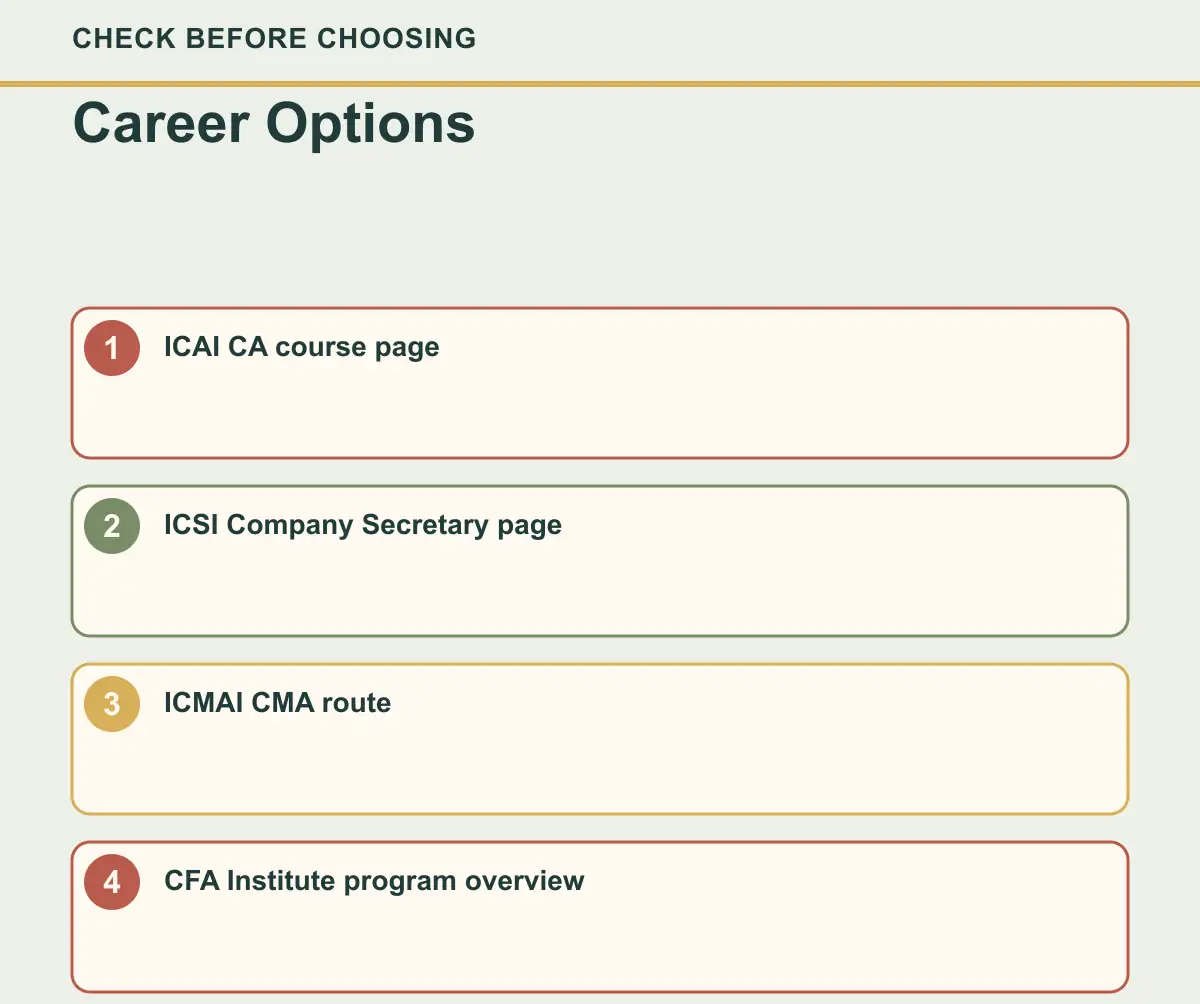 CHECK BEFORE CHOOSING
Career Options
1 ICAI CA course page
2 ICSI Company Secretary page
3 ICMAI CMA route
4 CFA Institute program overview